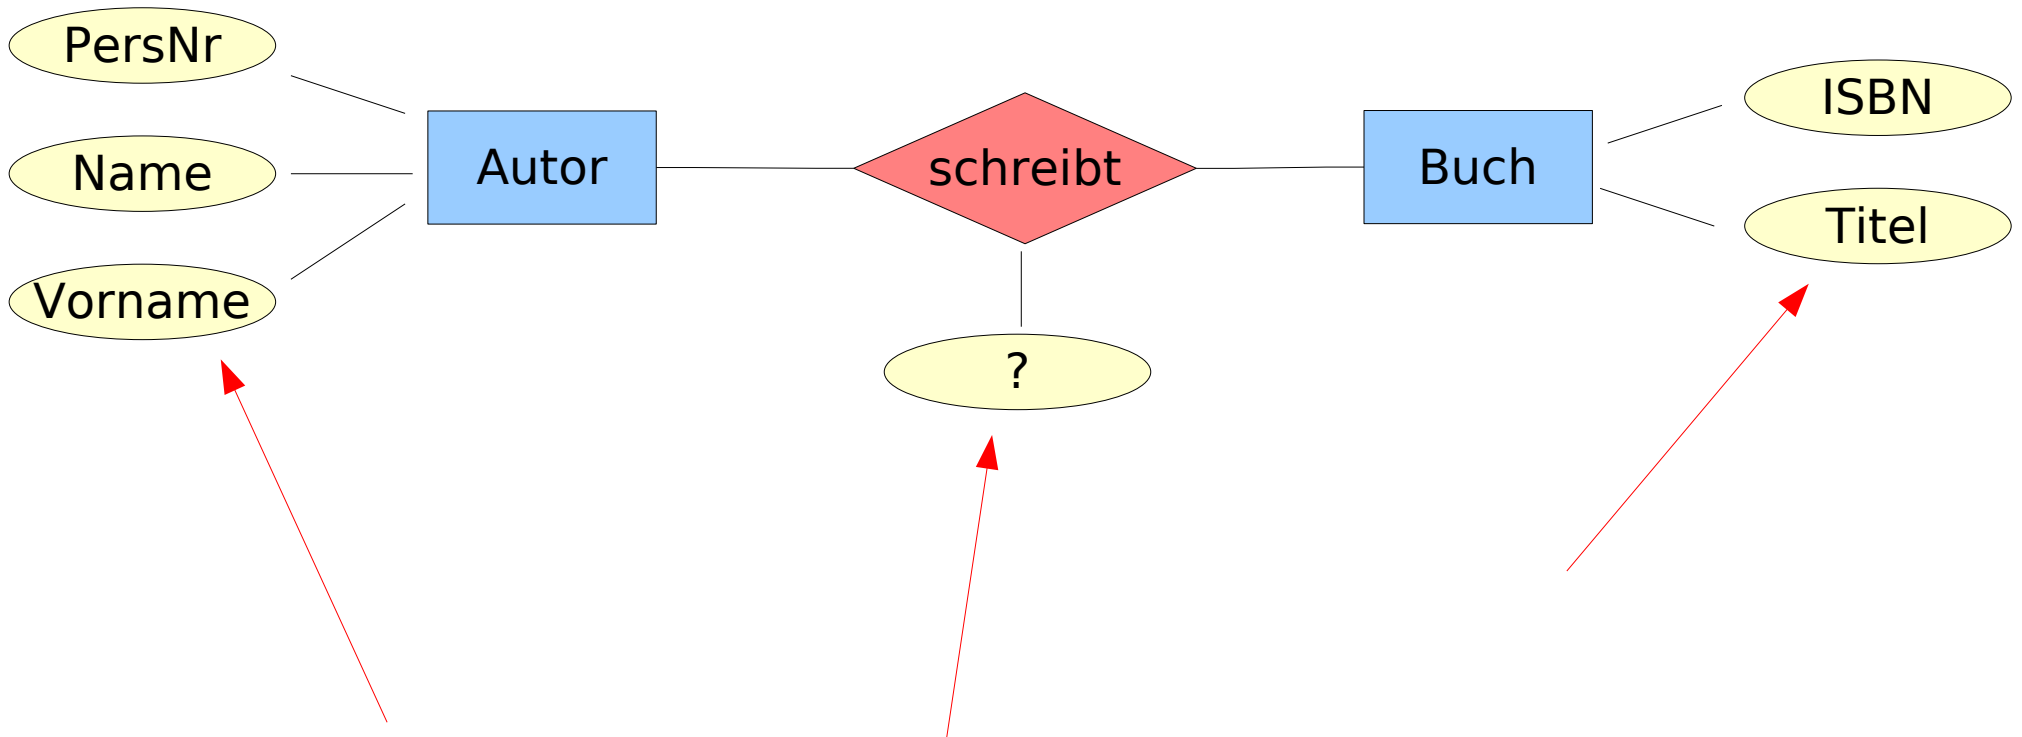 PersNr
Name
Vorname
Autor
schreibt
?
Buch
ISBN
Titel